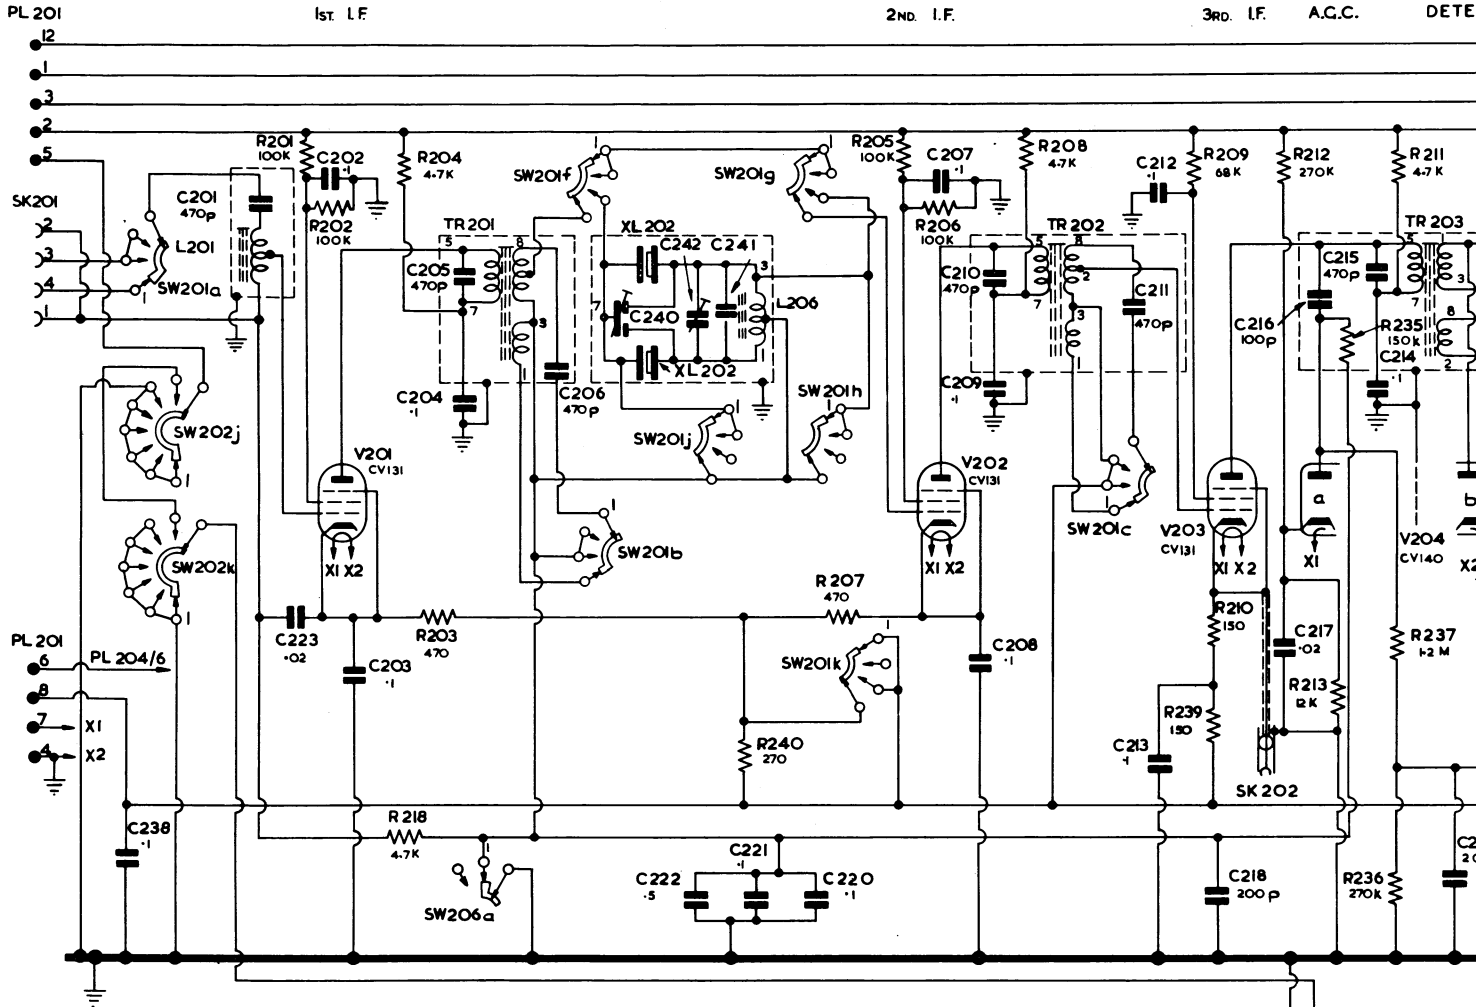 PL 201
1ST. I.F.
2ND. I.F.
3RD. I.F.
A.G.C.
12
1
3
2
5
R201
100K
C202
.1
R204
4.7K
SW201f
1
SW201g
1
R205
100K
C207
.1
R208
4.7K
C212
.1
R209
68K
R212
270K
R211
4.7K
C201
470p
SK201
2
3
4
1
L201
SW201a
1
R202
100K
TR201
5
8
C205
470p
7
3
1
XL202
C242
C241
3
7
C240
L206
1
XL202
R206
100K
C210
470p
TR202
5
8
7
2
3
1
C211
470p
TR203
5
3
7
8
2
C215
470p
C216
100p
R235
150k
C214
.1
C204
.1
C206
470p
SW201j
1
SW201h
1
C209
.1
SW202j
1
V201
CV131
X1 X2
V202
CV131
X1 X2
SW201c
1
V203
CV131
X1 X2
a
X1
V204
CV140
b
SW202k
1
SW201b
1
C223
.02
R203
470
R207
470
C203
.1
SW201k
1
C208
.1
R210
150
C217
.02
R237
1.2 M
PL 201
6
PL 204/6
8
7
X1
4
X2
R240
270
R239
150
R213
12K
C213
.1
SK 202
C238
.1
R218
4.7K
SW206a
1
C222
.5
C221
.1
C220
.1
C218
200p
R236
270k